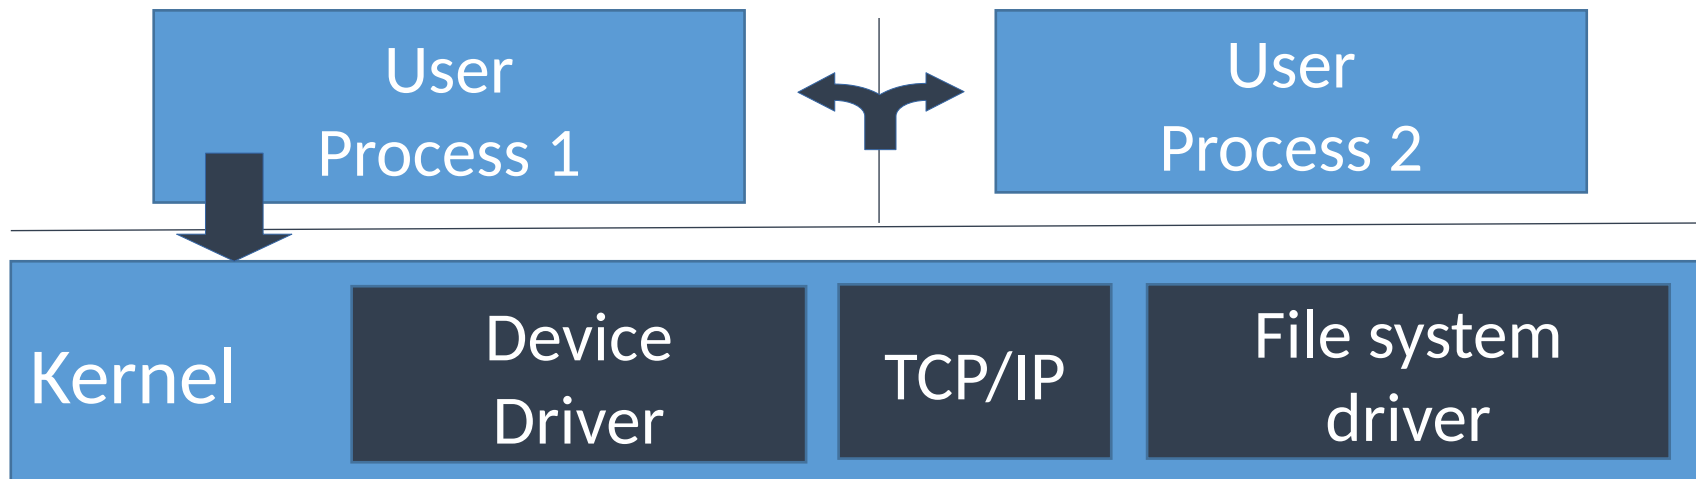 User
Process 1
User
Process 2
Kernel
Device
Driver
TCP/IP
File system
driver